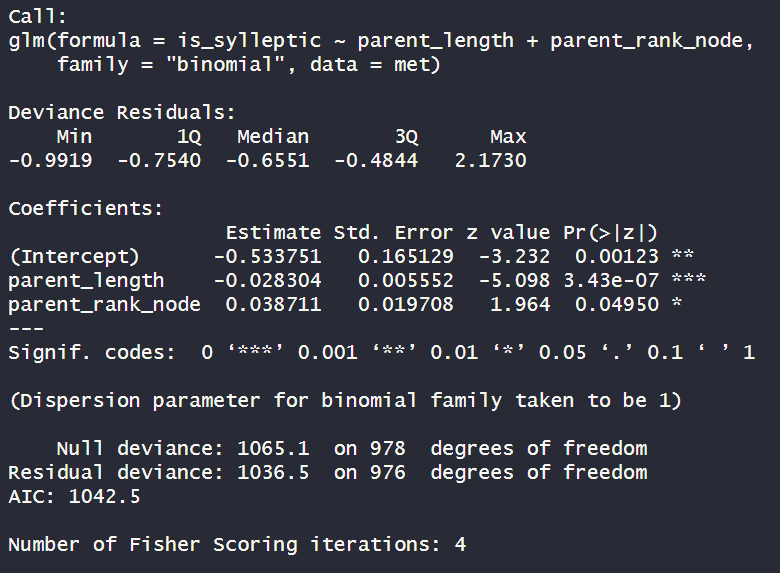 Call:
glm(formula = is_sylleptic ~ parent_length + parent_rank_node,
    family = "binomial", data = met)

Deviance Residuals:
    Min       1Q   Median       3Q      Max
-0.9919  -0.7540  -0.6551  -0.4844   2.1730

Coefficients:
                  Estimate Std. Error z value Pr(>|z|)
(Intercept)      -0.533751   0.165129  -3.232  0.00123 **
parent_length    -0.028304   0.005552  -5.098 3.43e-07 ***
parent_rank_node  0.038711   0.019708   1.964  0.04950 *
---
Signif. codes:  0 ‘***’ 0.001 ‘**’ 0.01 ‘*’ 0.05 ‘.’ 0.1 ‘ ’ 1

(Dispersion parameter for binomial family taken to be 1)

    Null deviance: 1065.1  on 978  degrees of freedom
Residual deviance: 1036.5  on 976  degrees of freedom
AIC: 1042.5

Number of Fisher Scoring iterations: 4